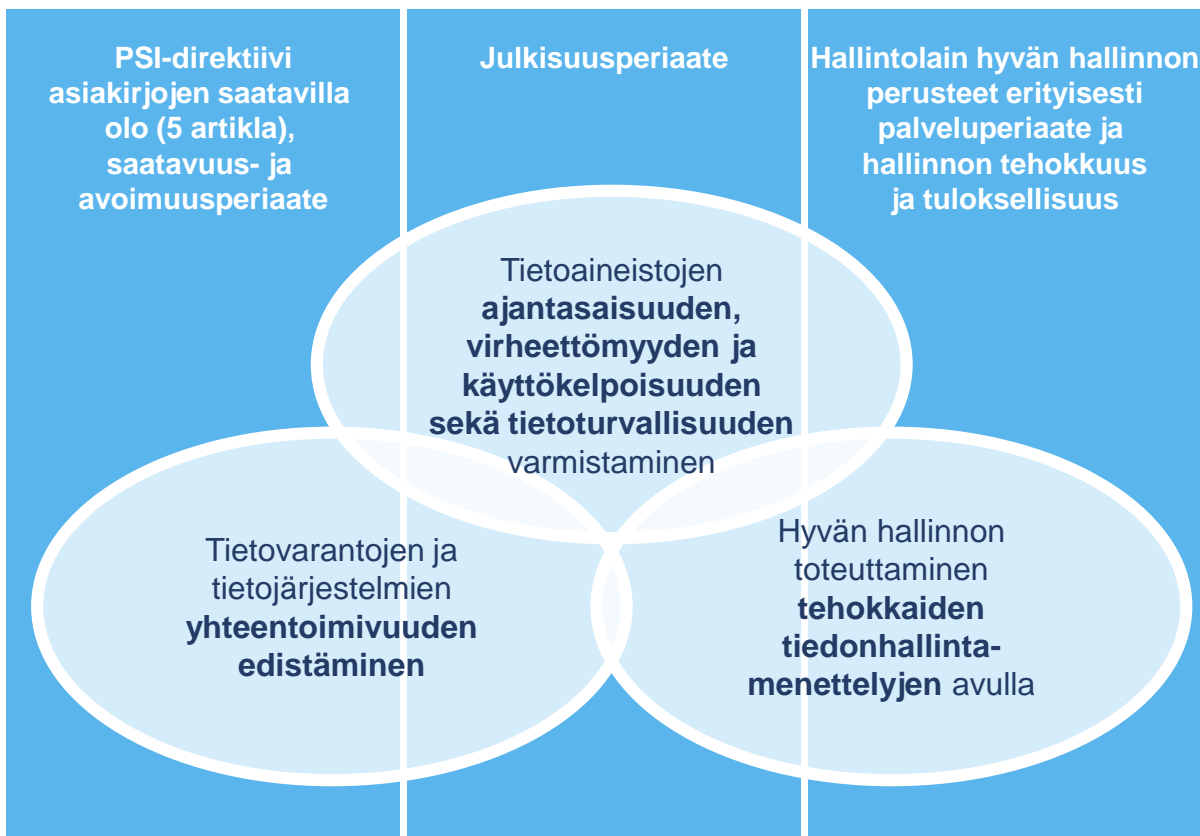 PSI-direktiivi
asiakirjojen saatavilla
olo (5 artikla),
saatavuus- ja
avoimuusperiaate
Julkisuusperiaate
Hallintolain hyvän hallinnon
perusteet erityisesti
palveluperiaate ja
hallinnon tehokkuus
ja tuloksellisuus
Tietoaineistojen
ajantasaisuuden,
virheettömyyden ja
käyttökelpoisuuden
sekä tietoturvallisuuden
varmistaminen
Tietovarantojen ja
tietojärjestelmien
yhteentoimivuuden
edistäminen
Hyvän hallinnon
toteuttaminen
tehokkaiden
tiedonhallinta-
menettelyjen avulla